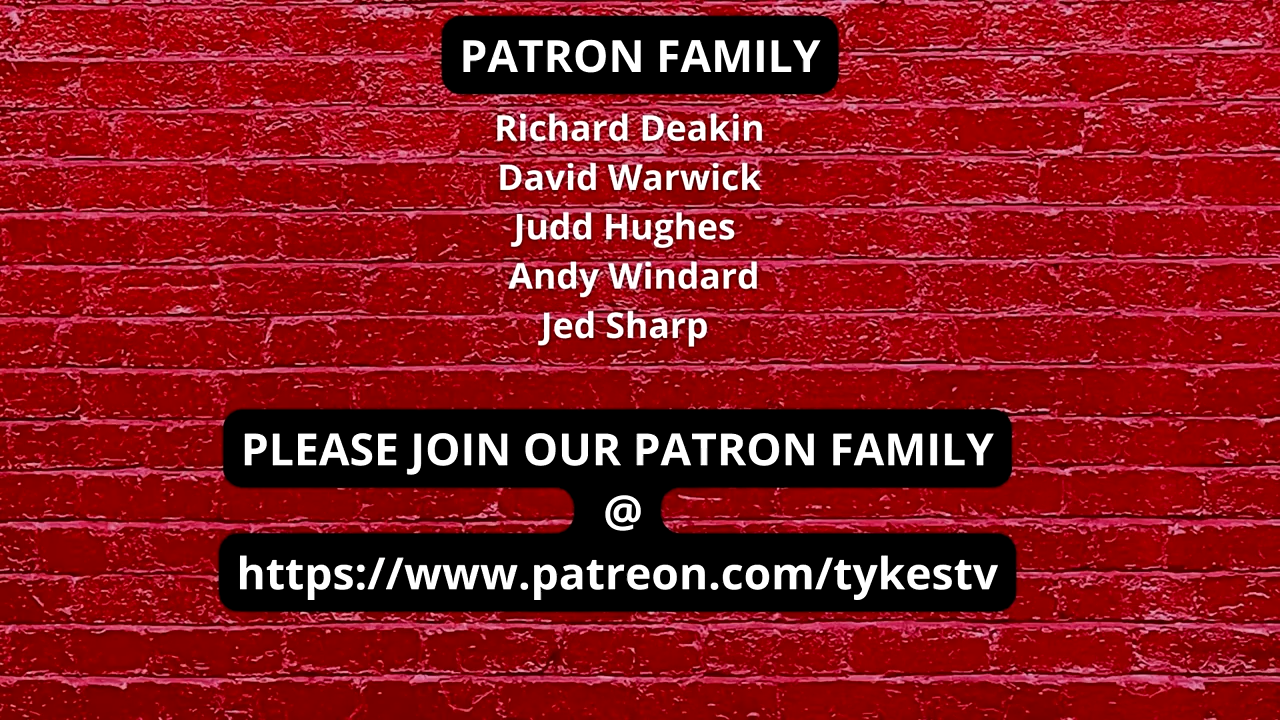 PATRON FAMILY
Richard Deakin
David Warwick
Judd Hughes
Andy Windard
Jed Sharp
PLEASE JOIN OUR PATRON FAMILY
@
https://www.patreon.com/tykestv